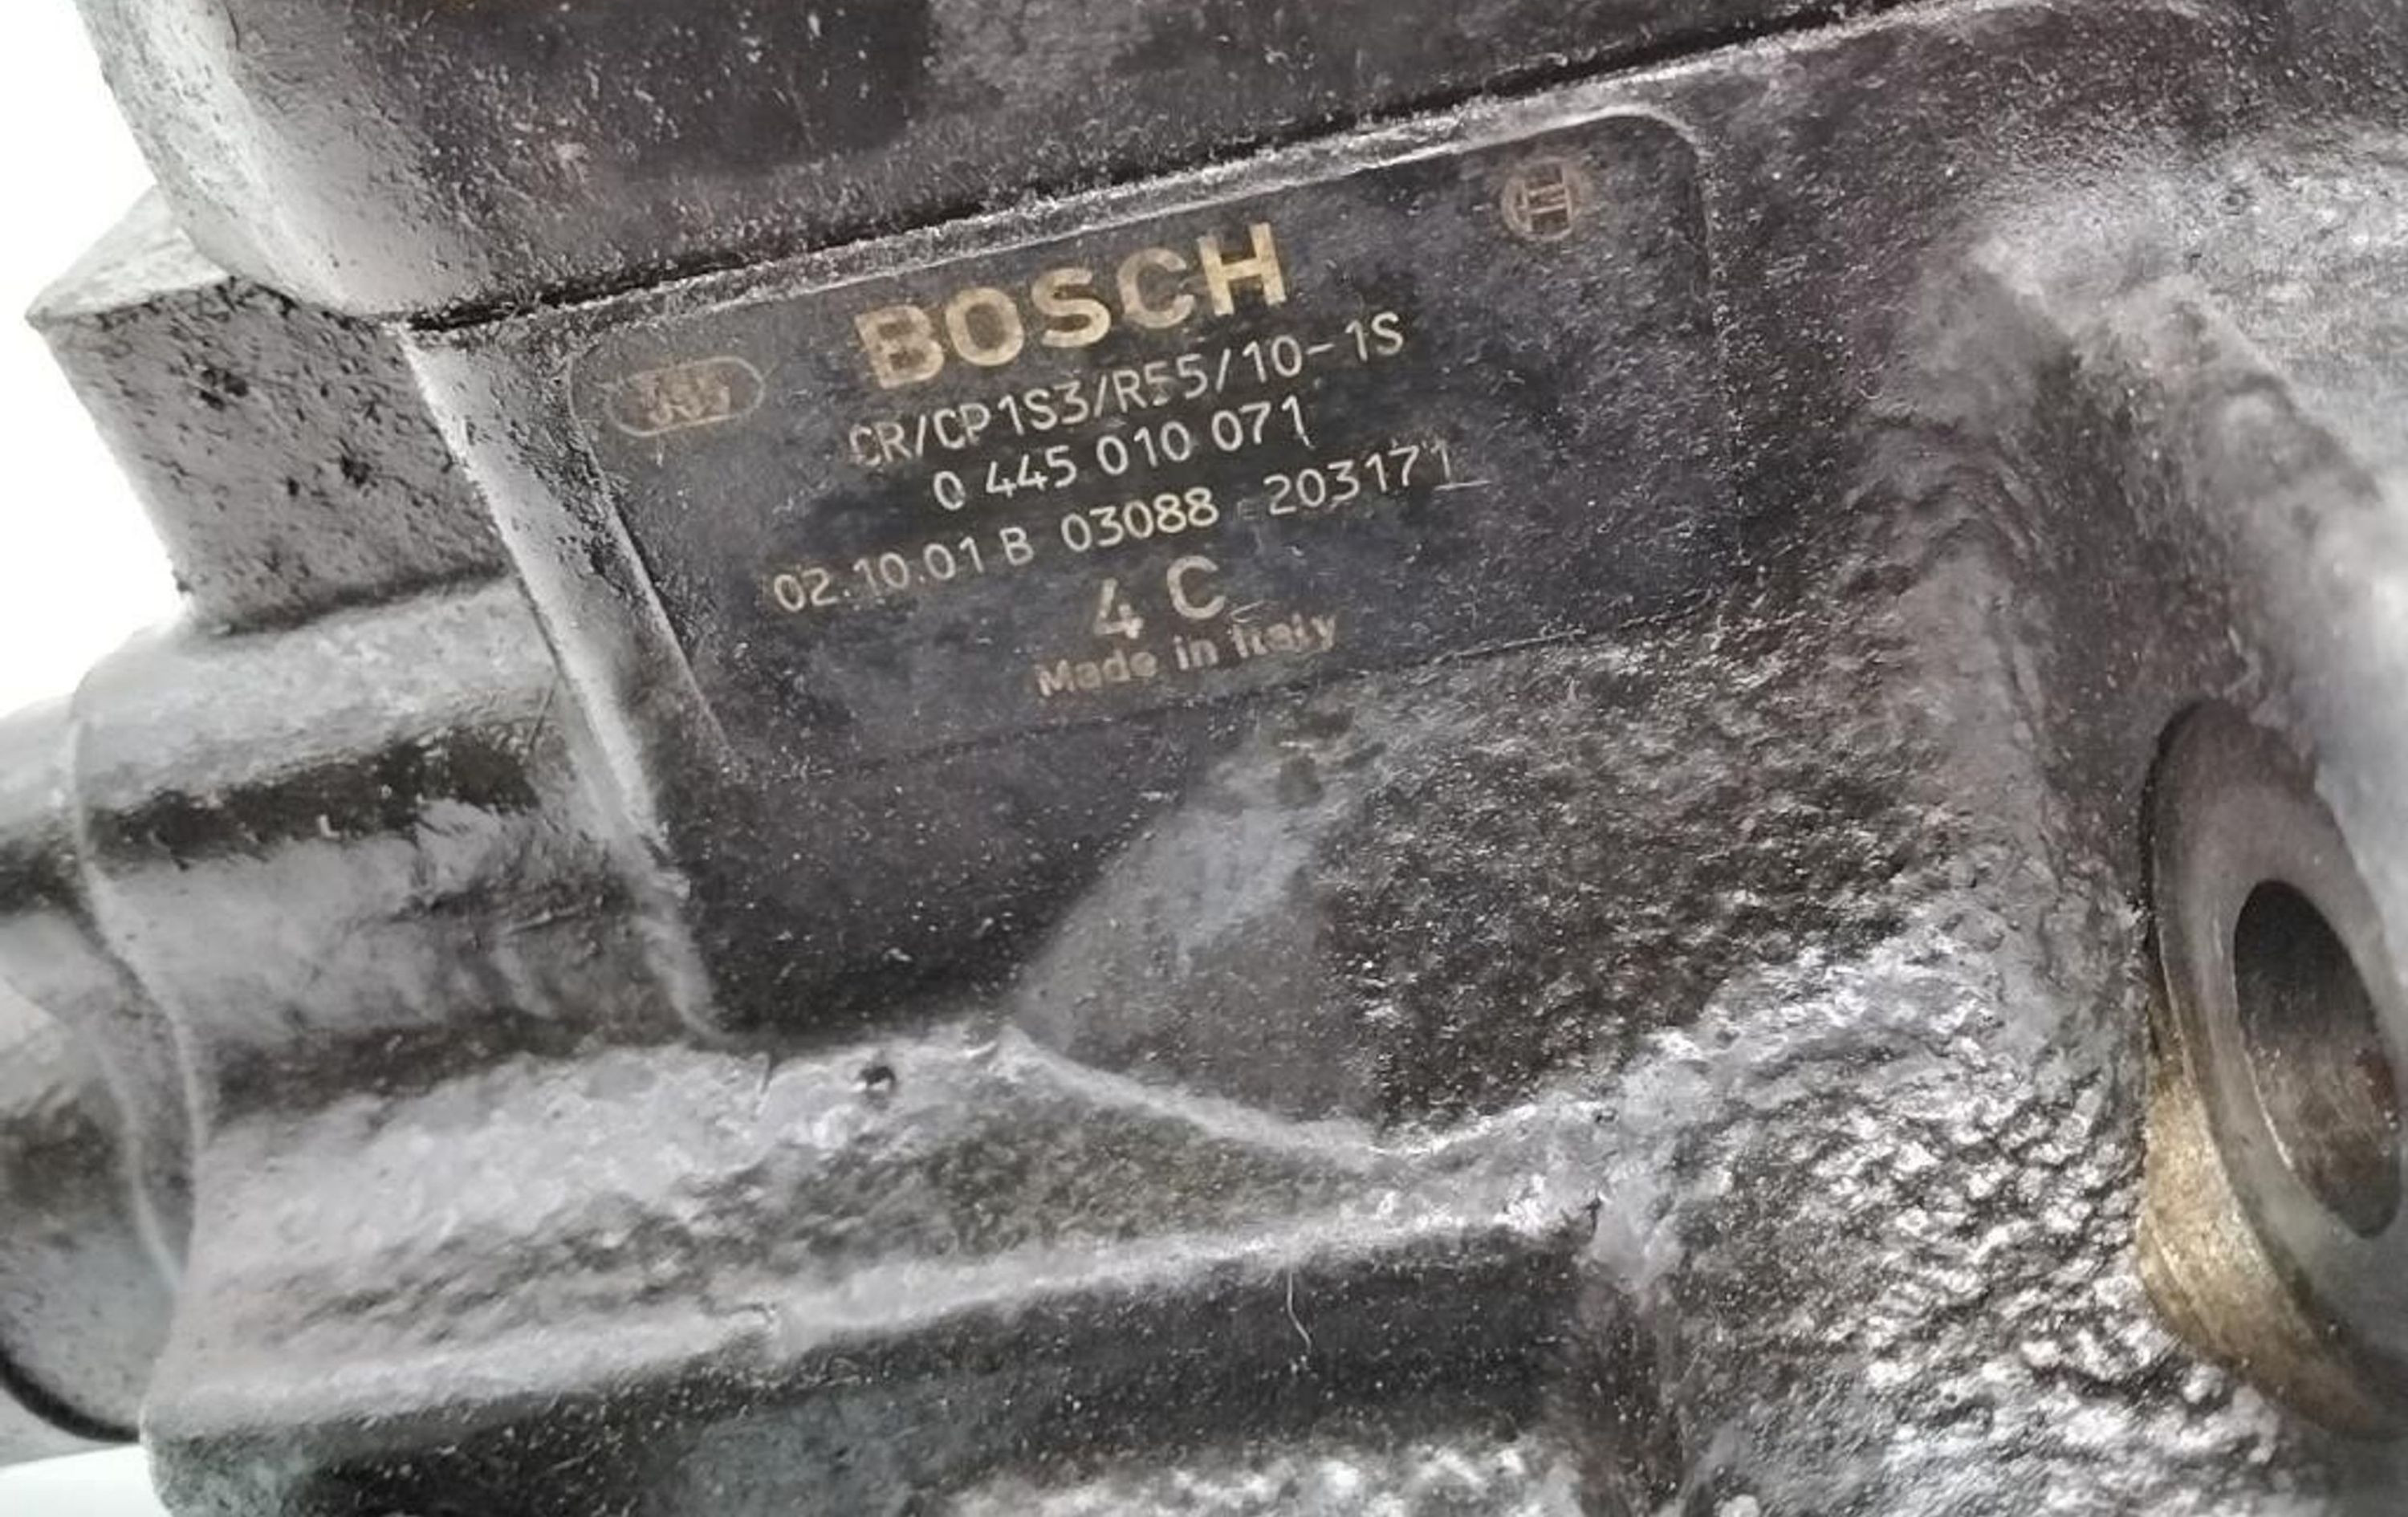 BOSCH
CR/CP1S3/R55/10-1S
0 445 010 071
02.10.01 B 03088 203171
4 C
Made in Italy